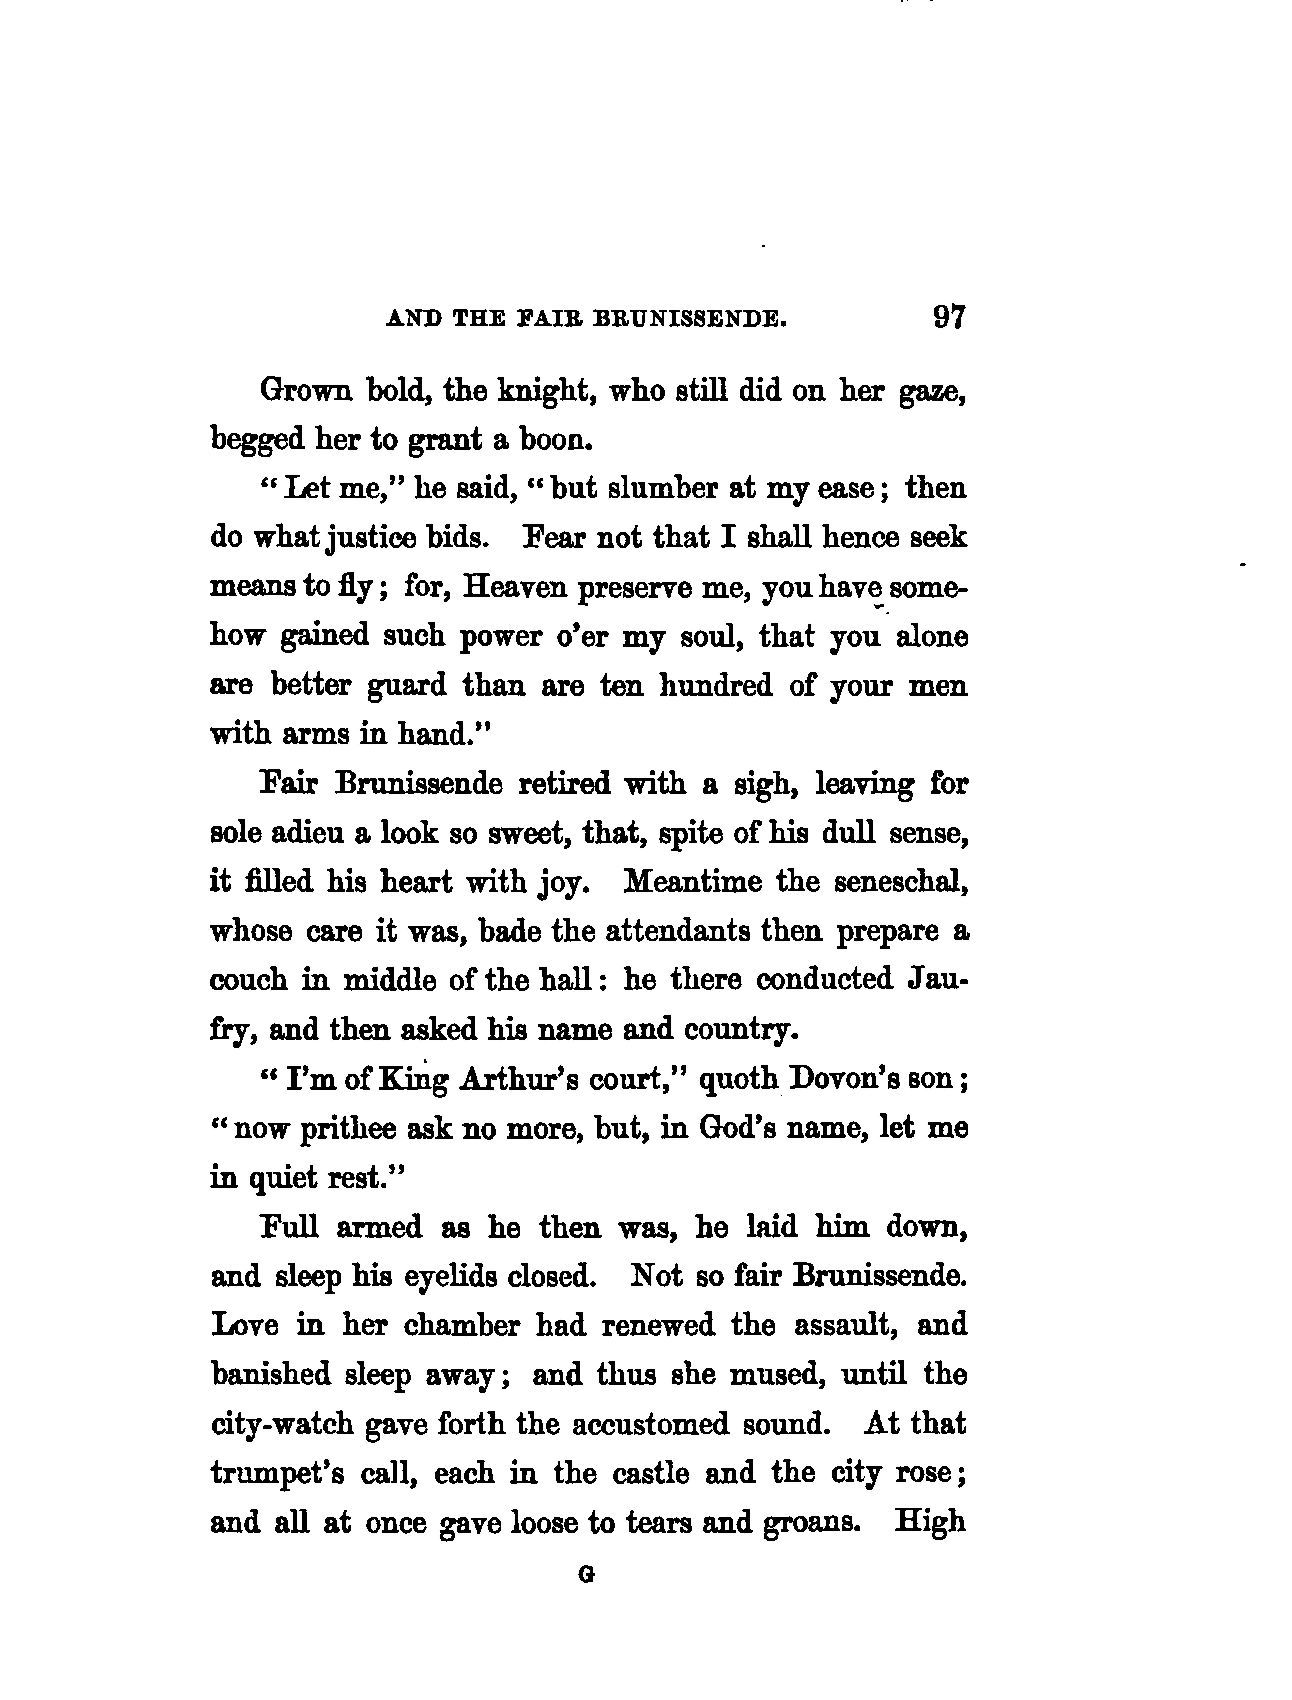 AND THE FAIR BRUNISSENDE. 97
Grown bold, the knight, who still did on her gaze,
begged her to grant a boon.
“Let me,” he said, “but slumber at my ease; then
do what justice bids. Fear not that I shall hence seek
means to fly; for, Heaven preserve me, you have some-
how gained such power o’er my soul, that you alone
are better guard than are ten hundred of your men
with arms in hand.”
Fair Brunissende retired with a sigh, leaving for
sole adieu a look so sweet, that, spite of his dull sense,
it filled his heart with joy. Meantime the seneschal,
whose care it was, bade the attendants then prepare a
couch in middle of the hall: he there conducted Jau-
fry, and then asked his name and country.
“I’m of King Arthur’s court,” quoth Dovon’s son;
“now prithee ask no more, but, in God’s name, let me
in quiet rest.”
Full armed as he then was, he laid him down,
and sleep his eyelids closed. Not so fair Brunissende.
Love in her chamber had renewed the assault, and
banished sleep away; and thus she mused, until the
city-watch gave forth the accustomed sound. At that
trumpet’s call, each in the castle and the city rose;
and all at once gave loose to tears and groans. High
G